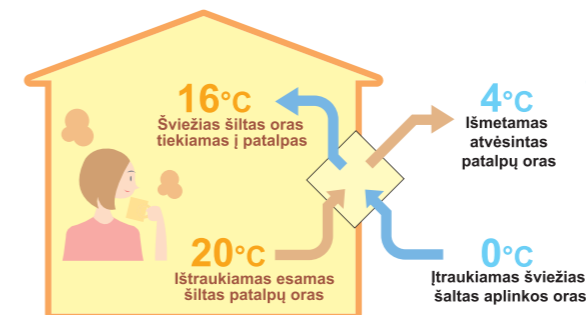 16°C
Šviežias šiltas oras
tiekiamas į patalpas
4°C
Išmetamas
atvėsintas
patalpų oras
20°C
Ištraukiamas esamas
šiltas patalpų oras
0°C
Įtraukiamas šviežias
šaltas aplinkos oras